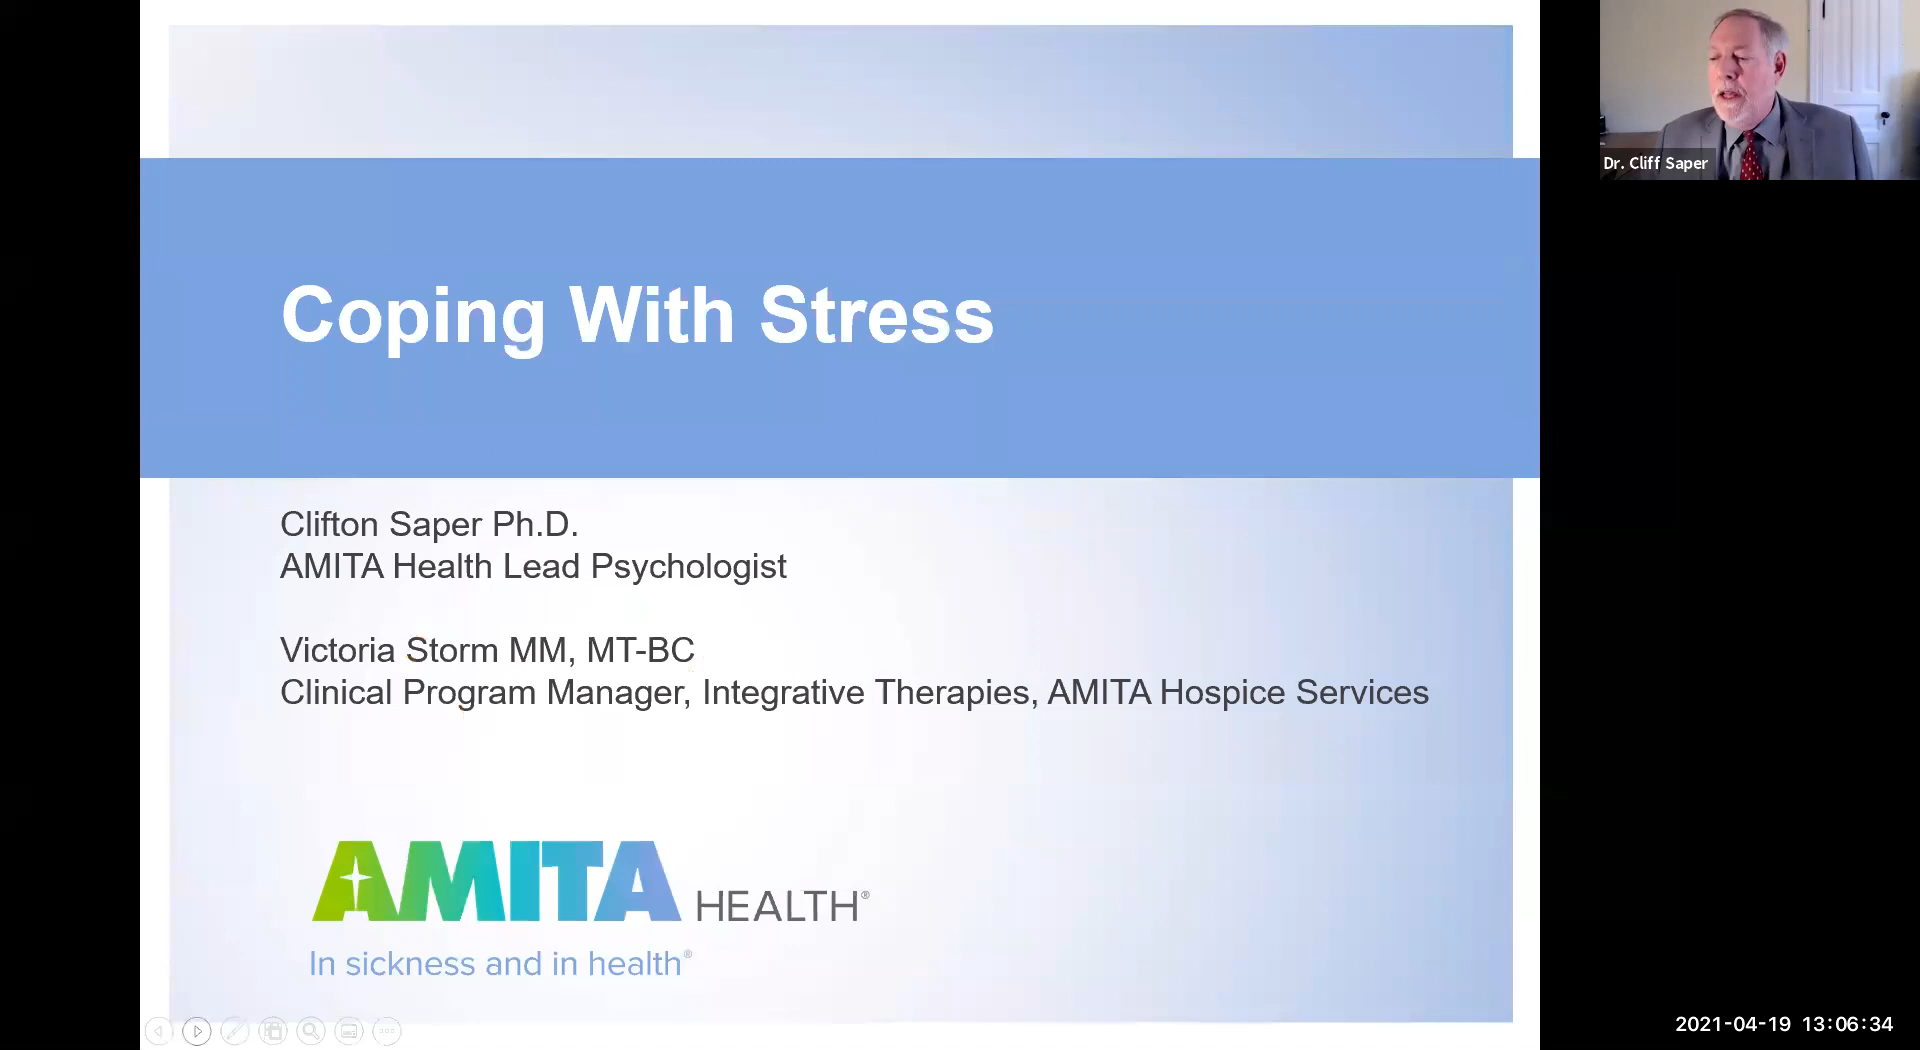 Coping With Stress
Clifton Saper Ph.D.
AMITA Health Lead Psychologist
Victoria Storm MM, MT-BC
Clinical Program Manager, Integrative Therapies, AMITA Hospice Services
AMITA HEALTH®
In sickness and in health®
Dr. Cliff Saper
2021-04-19 13:06:34